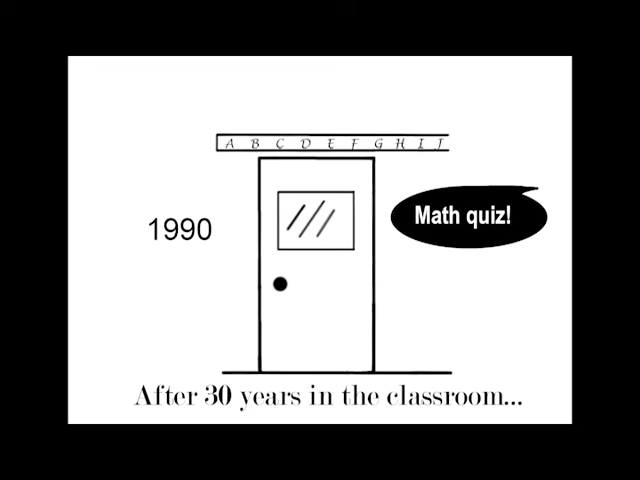 A B C D E F G H I J
1990
Math quiz!
After 30 years in the classroom...